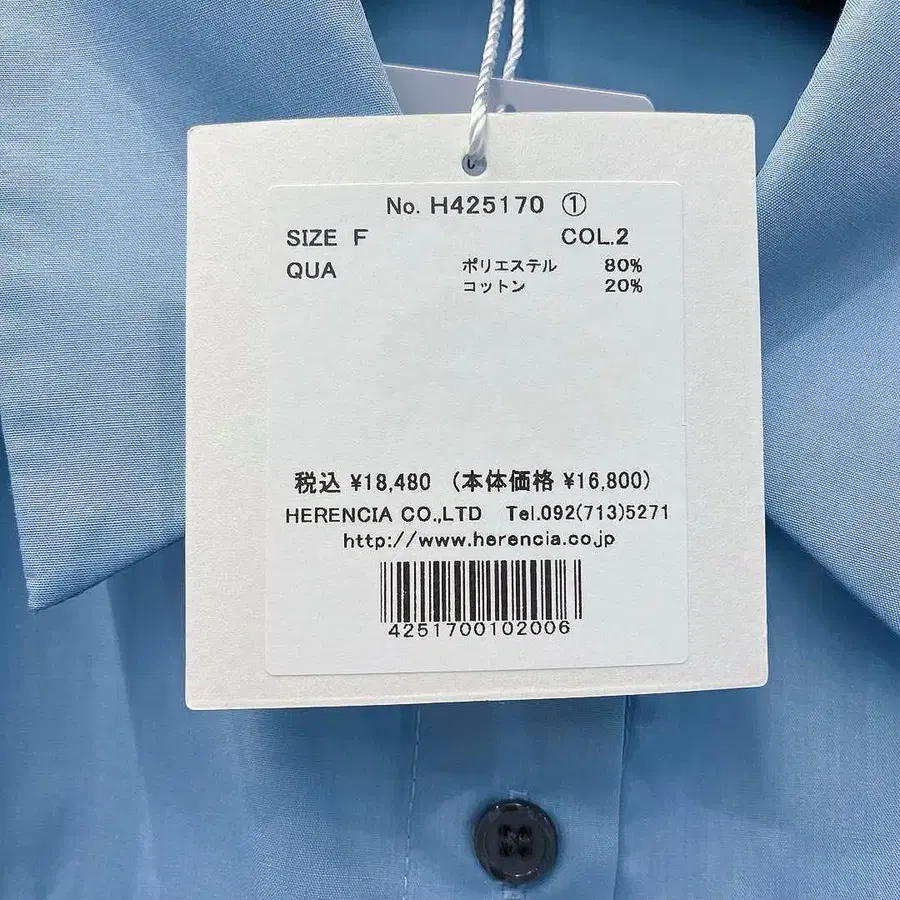 No. H425170 ①
SIZE F COL.2
QUA ポリエステル 80%
コットン 20%
税込 ¥18,480 (本体価格 ¥16,800)
HERENCIA CO.,LTD Tel.092(713)5271
http://www.herencia.co.jp
4251700102006